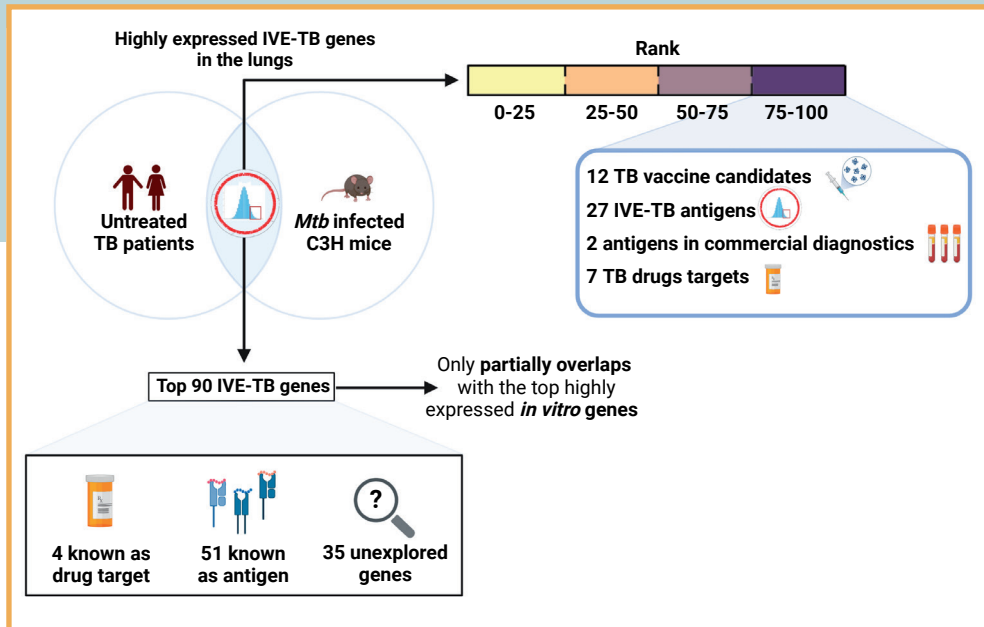 Highly expressed IVE-TB genes
in the lungs
Rank
0-25
25-50
50-75
75-100
Untreated
TB patients
Mtb infected
C3H mice
12 TB vaccine candidates
27 IVE-TB antigens
2 antigens in commercial diagnostics
7 TB drugs targets
Top 90 IVE-TB genes
Only partially overlaps
with the top highly
expressed in vitro genes
?
4 known as
drug target
51 known
as antigen
35 unexplored
genes